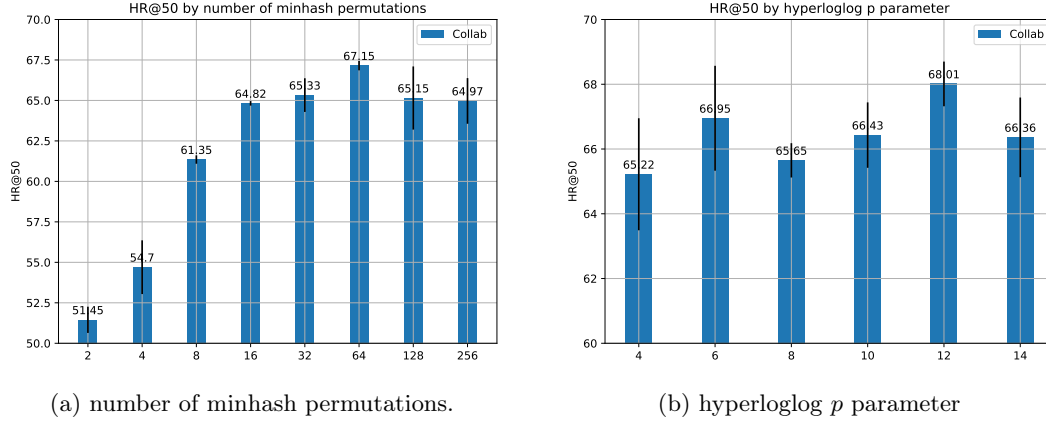 HR@50 by number of minhash permutations
Collab
HR@50
70.0
67.5
65.0
62.5
60.0
57.5
55.0
52.5
50.0
51.45
54.7
61.35
64.82
65.33
67.15
65.15
64.97
2 4 8 16 32 64 128 256
(a) number of minhash permutations.
HR@50 by hyperloglog p parameter
Collab
HR@50
70
68
66
64
62
60
65.22
66.95
65.65
66.43
68.01
66.36
4 6 8 10 12 14
(b) hyperloglog p parameter